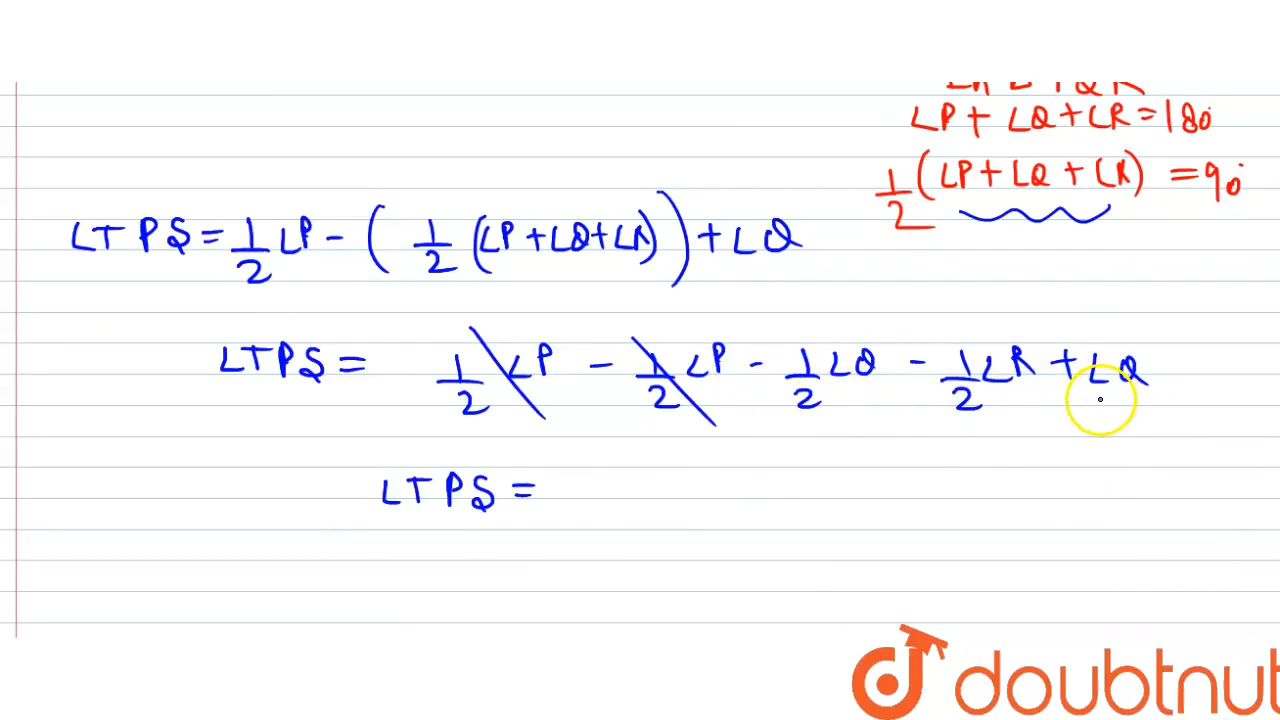 ∠P + ∠Q + ∠R = 180°
1/2 (∠P + ∠Q + ∠R) = 90°
∠TPS = 1/2 ∠P - ( 1/2 (∠P + ∠Q + ∠R) ) + ∠Q
∠TPS = 1/2 ∠P - 1/2 ∠P - 1/2 ∠Q - 1/2 ∠R + ∠Q
∠TPS =
doubtnut